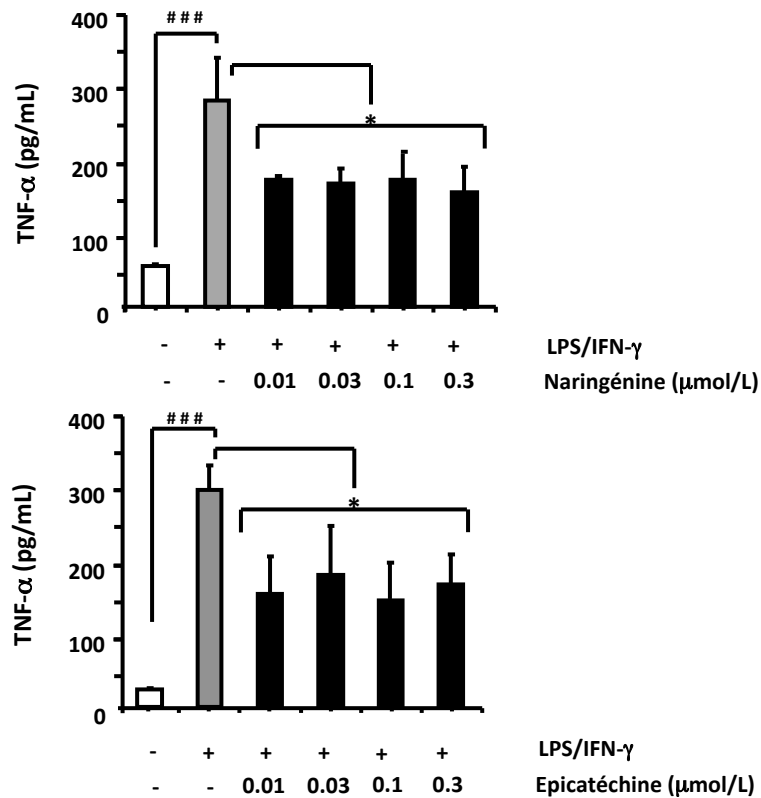 400
###
300
*
200
100
0
TNF-α (pg/mL)
- + + + + + LPS/IFN-γ
- - 0.01 0.03 0.1 0.3 Naringénine (μmol/L)
400
###
300
*
200
100
0
TNF-α (pg/mL)
- + + + + + LPS/IFN-γ
- - 0.01 0.03 0.1 0.3 Epicatéchine (μmol/L)